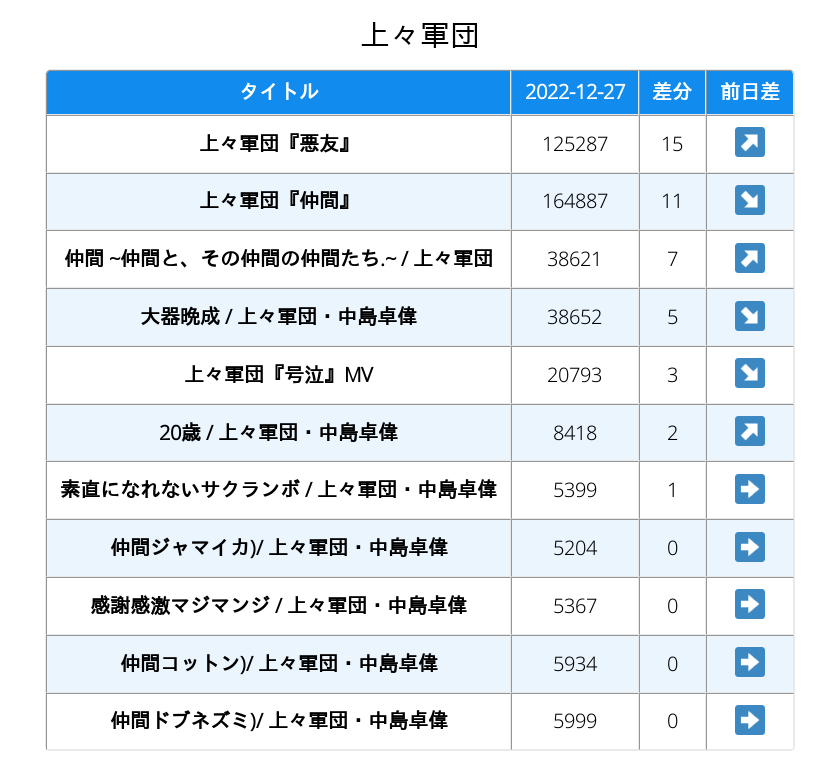 上々軍団
タイトル 2022-12-27 差分 前日差
上々軍団『悪友』 125287 15 ↗
上々軍団『仲間』 164887 11 ↘
仲間 ~仲間と、その仲間の仲間たち.~ / 上々軍団 38621 7 ↗
大器晩成 / 上々軍団・中島卓偉 38652 5 ↘
上々軍団『号泣』MV 20793 3 ↘
20歳 / 上々軍団・中島卓偉 8418 2 ↗
素直になれないサクランボ / 上々軍団・中島卓偉 5399 1 ➡
仲間ジャマイカ)/ 上々軍団・中島卓偉 5204 0 ➡
感謝感激マジマンジ / 上々軍団・中島卓偉 5367 0 ➡
仲間コットン)/ 上々軍団・中島卓偉 5934 0 ➡
仲間ドブネズミ)/ 上々軍団・中島卓偉 5999 0 ➡